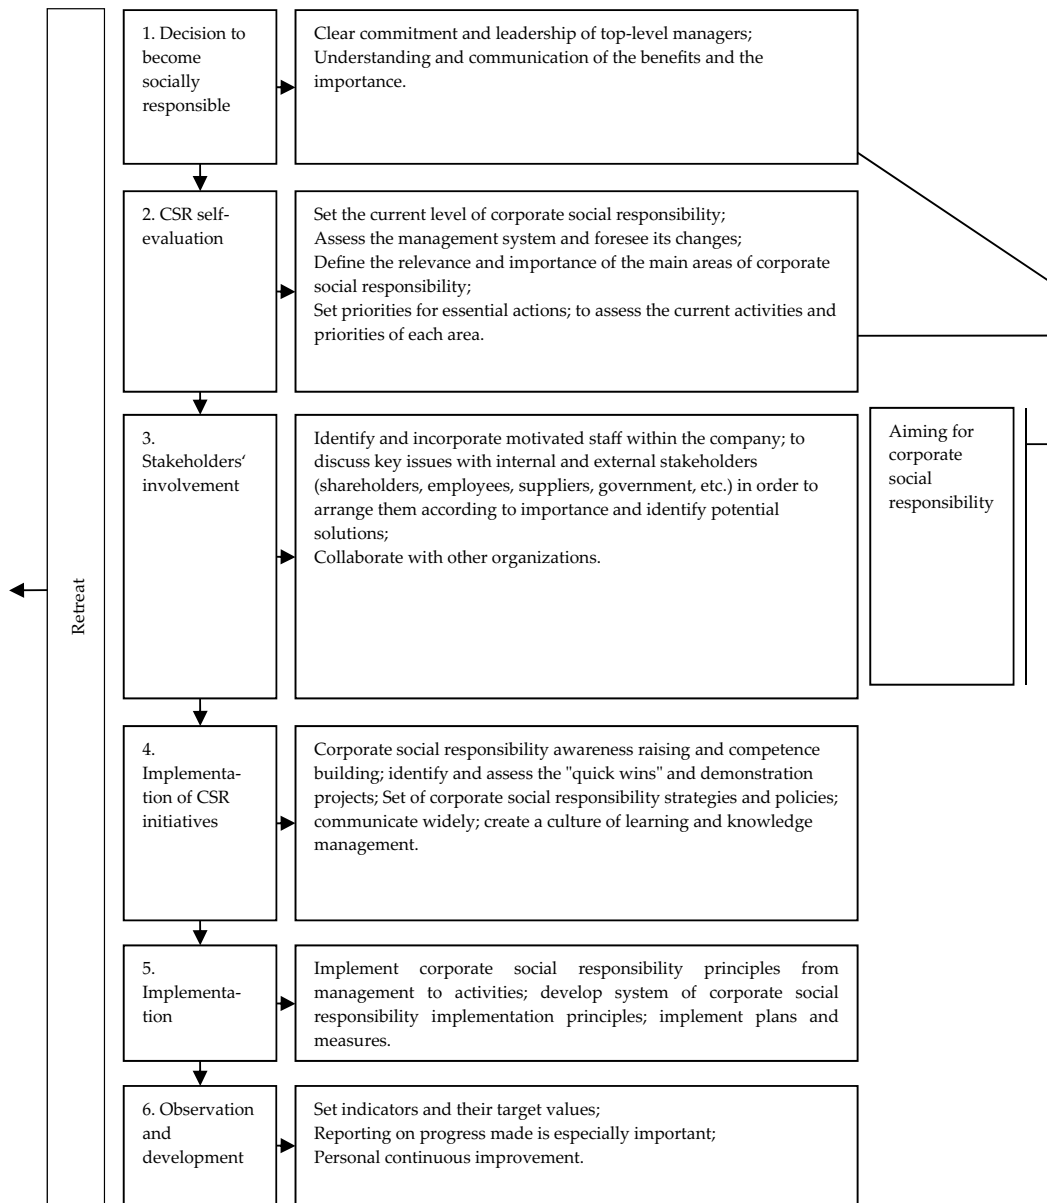 1. Decision to
become
socially
responsible
Clear commitment and leadership of top-level managers;
Understanding and communication of the benefits and the
importance.
2. CSR self-
evaluation
Set the current level of corporate social responsibility;
Assess the management system and foresee its changes;
Define the relevance and importance of the main areas of corporate
social responsibility;
Set priorities for essential actions; to assess the current activities and
priorities of each area.
3.
Stakeholders‘
involvement
Identify and incorporate motivated staff within the company; to
discuss key issues with internal and external stakeholders
(shareholders, employees, suppliers, government, etc.) in order to
arrange them according to importance and identify potential
solutions;
Collaborate with other organizations.
Aiming for
corporate
social
responsibility
Retreat
4.
Implementa-
tion of CSR
initiatives
Corporate social responsibility awareness raising and competence
building; identify and assess the "quick wins" and demonstration
projects; Set of corporate social responsibility strategies and policies;
communicate widely; create a culture of learning and knowledge
management.
5.
Implementa-
tion
Implement corporate social responsibility principles from
management to activities; develop system of corporate social
responsibility implementation principles; implement plans and
measures.
6. Observation
and
development
Set indicators and their target values;
Reporting on progress made is especially important;
Personal continuous improvement.